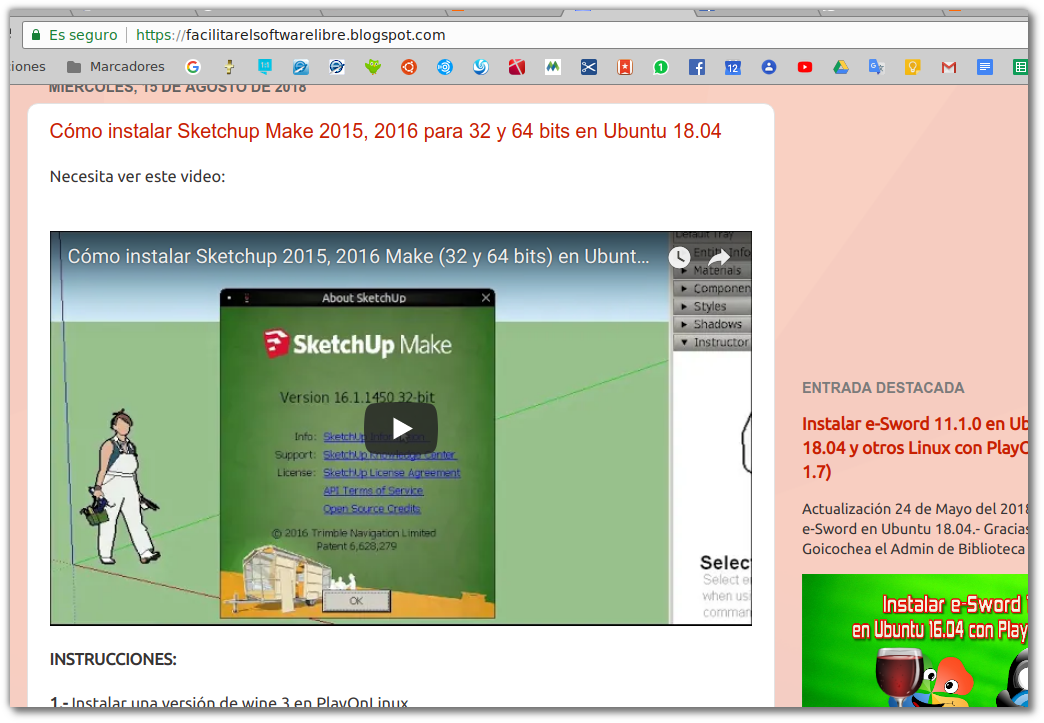 Es seguro | https://facilitarelsoftwarelibre.blogspot.com
iones Marcadores
MIÉRCOLES, 15 DE AGOSTO DE 2018
Cómo instalar Sketchup Make 2015, 2016 para 32 y 64 bits en Ubuntu 18.04
Necesita ver este video:
Cómo instalar Sketchup 2015, 2016 Make (32 y 64 bits) en Ubunt...
Default Tray
Entity Info
Materials
Componen
Styles
Shadows
Instructor
About SketchUp
SketchUp Make
Version 16.1.1450 32-bit
Info: SketchUp
Support: SketchUp Knowledge Center
License: SketchUp License Agreement
API Terms of Service
Open Source Credits
© 2016 Trimble Navigation Limited
Patent 6,628,279
OK
Selec
Select e
when us
comman
INSTRUCCIONES:
1.- Instalar una versión de wine 3 en PlayOnLinux
ENTRADA DESTACADA
Instalar e-Sword 11.1.0 en Ub
18.04 y otros Linux con PlayO
1.7)
Actualización 24 de Mayo del 2018
e-Sword en Ubuntu 18.04.- Gracias
Goicochea el Admin de Biblioteca
Instalar e-Sword 1
en Ubuntu 16.04 con Play